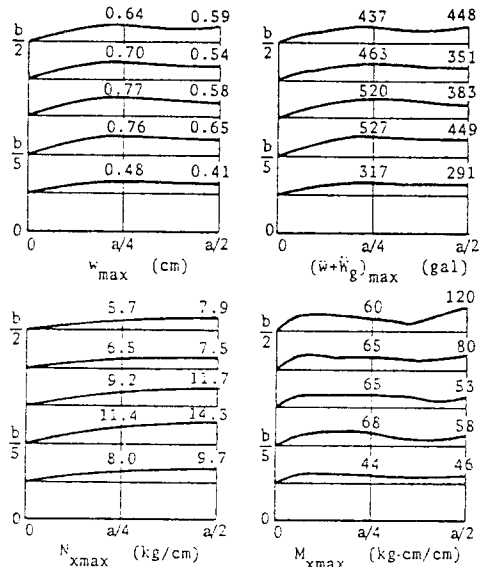 0.64 0.59
b/2
0.70 0.54
0.77 0.58
0.76 0.65
b/5
0.48 0.41
0
0 a/4 a/2
w_max (cm)
437 448
b/2
463 351
520 383
527 449
b/5
317 291
0
0 a/4 a/2
(ẅ+Ẅ_g)_max (gal)
5.7 7.9
b/2
6.5 7.5
9.2 11.7
11.4 14.3
b/5
8.0 9.7
0
0 a/4 a/2
N_xmax (kg/cm)
60 120
b/2
65 80
65 53
68 58
b/5
44 46
0
0 a/4 a/2
M_xmax (kg·cm/cm)